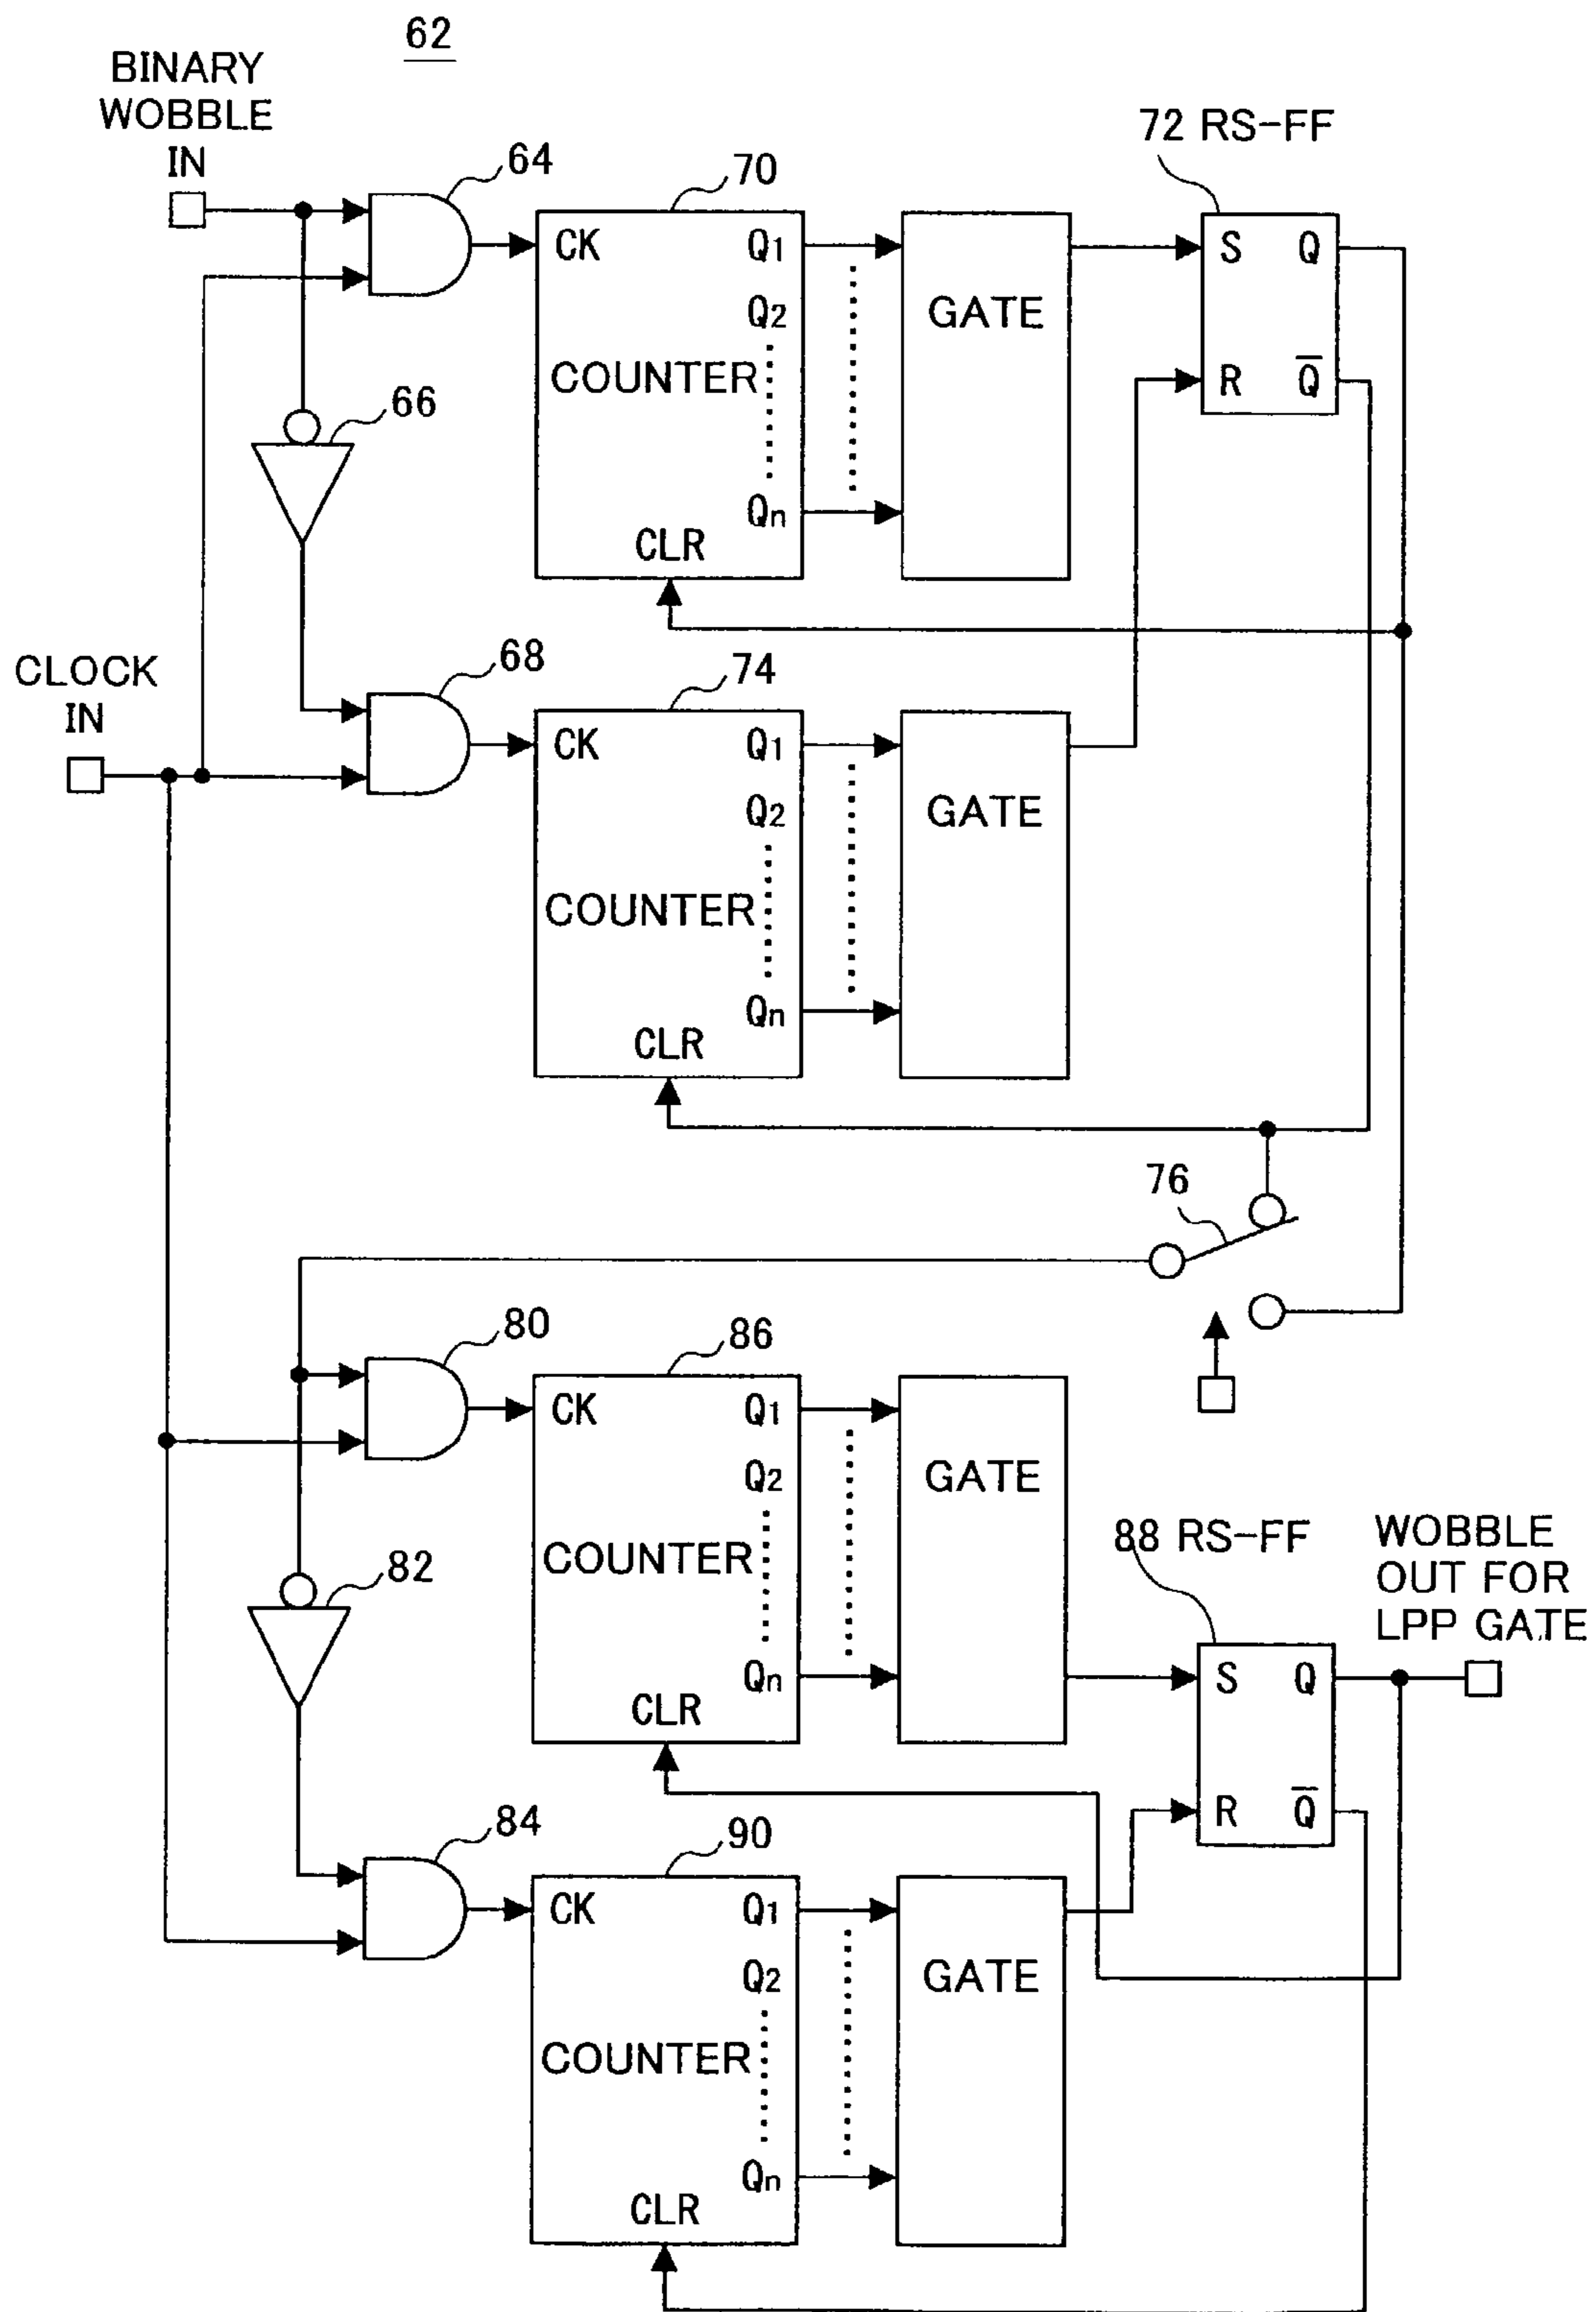 62
BINARY
WOBBLE
IN
64
70
72 RS-FF
CK
Q1
Q2
COUNTER
Qn
CLR
GATE
S
Q
R
Q̅
66
CLOCK
IN
68
74
CK
Q1
Q2
COUNTER
Qn
CLR
GATE
76
80
86
CK
Q1
Q2
COUNTER
Qn
CLR
GATE
82
88 RS-FF
WOBBLE
OUT FOR
LPP GATE
S
Q
R
Q̅
84
90
CK
Q1
Q2
COUNTER
Qn
CLR
GATE